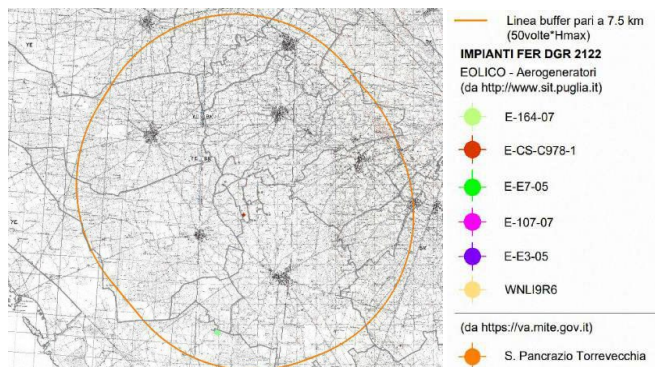 Linea buffer pari a 7.5 km
(50volte*Hmax)
IMPIANTI FER DGR 2122
EOLICO - Aerogeneratori
(da http://www.sit.puglia.it)
E-164-07
E-CS-C978-1
E-E7-05
E-107-07
E-E3-05
WNLI9R6
(da https://va.mite.gov.it)
S. Pancrazio Torrevecchia